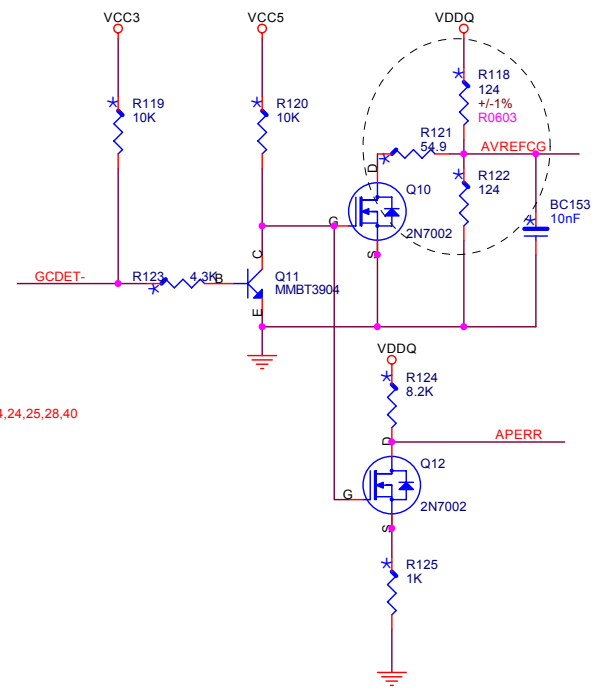 VCC3
VCC5
VDDQ
R119
10K
R120
10K
R118
124
+/-1%
R0603
R121
54.9
AVREFCG
D
R122
124
Q10
G
2N7002
S
BC153
10nF
GCDET-
R123
4.3K
B
C
Q11
MMBT3904
E
VDDQ
R124
8.2K
4,24,25,28,40
APERR
D
Q12
G
2N7002
S
R125
1K